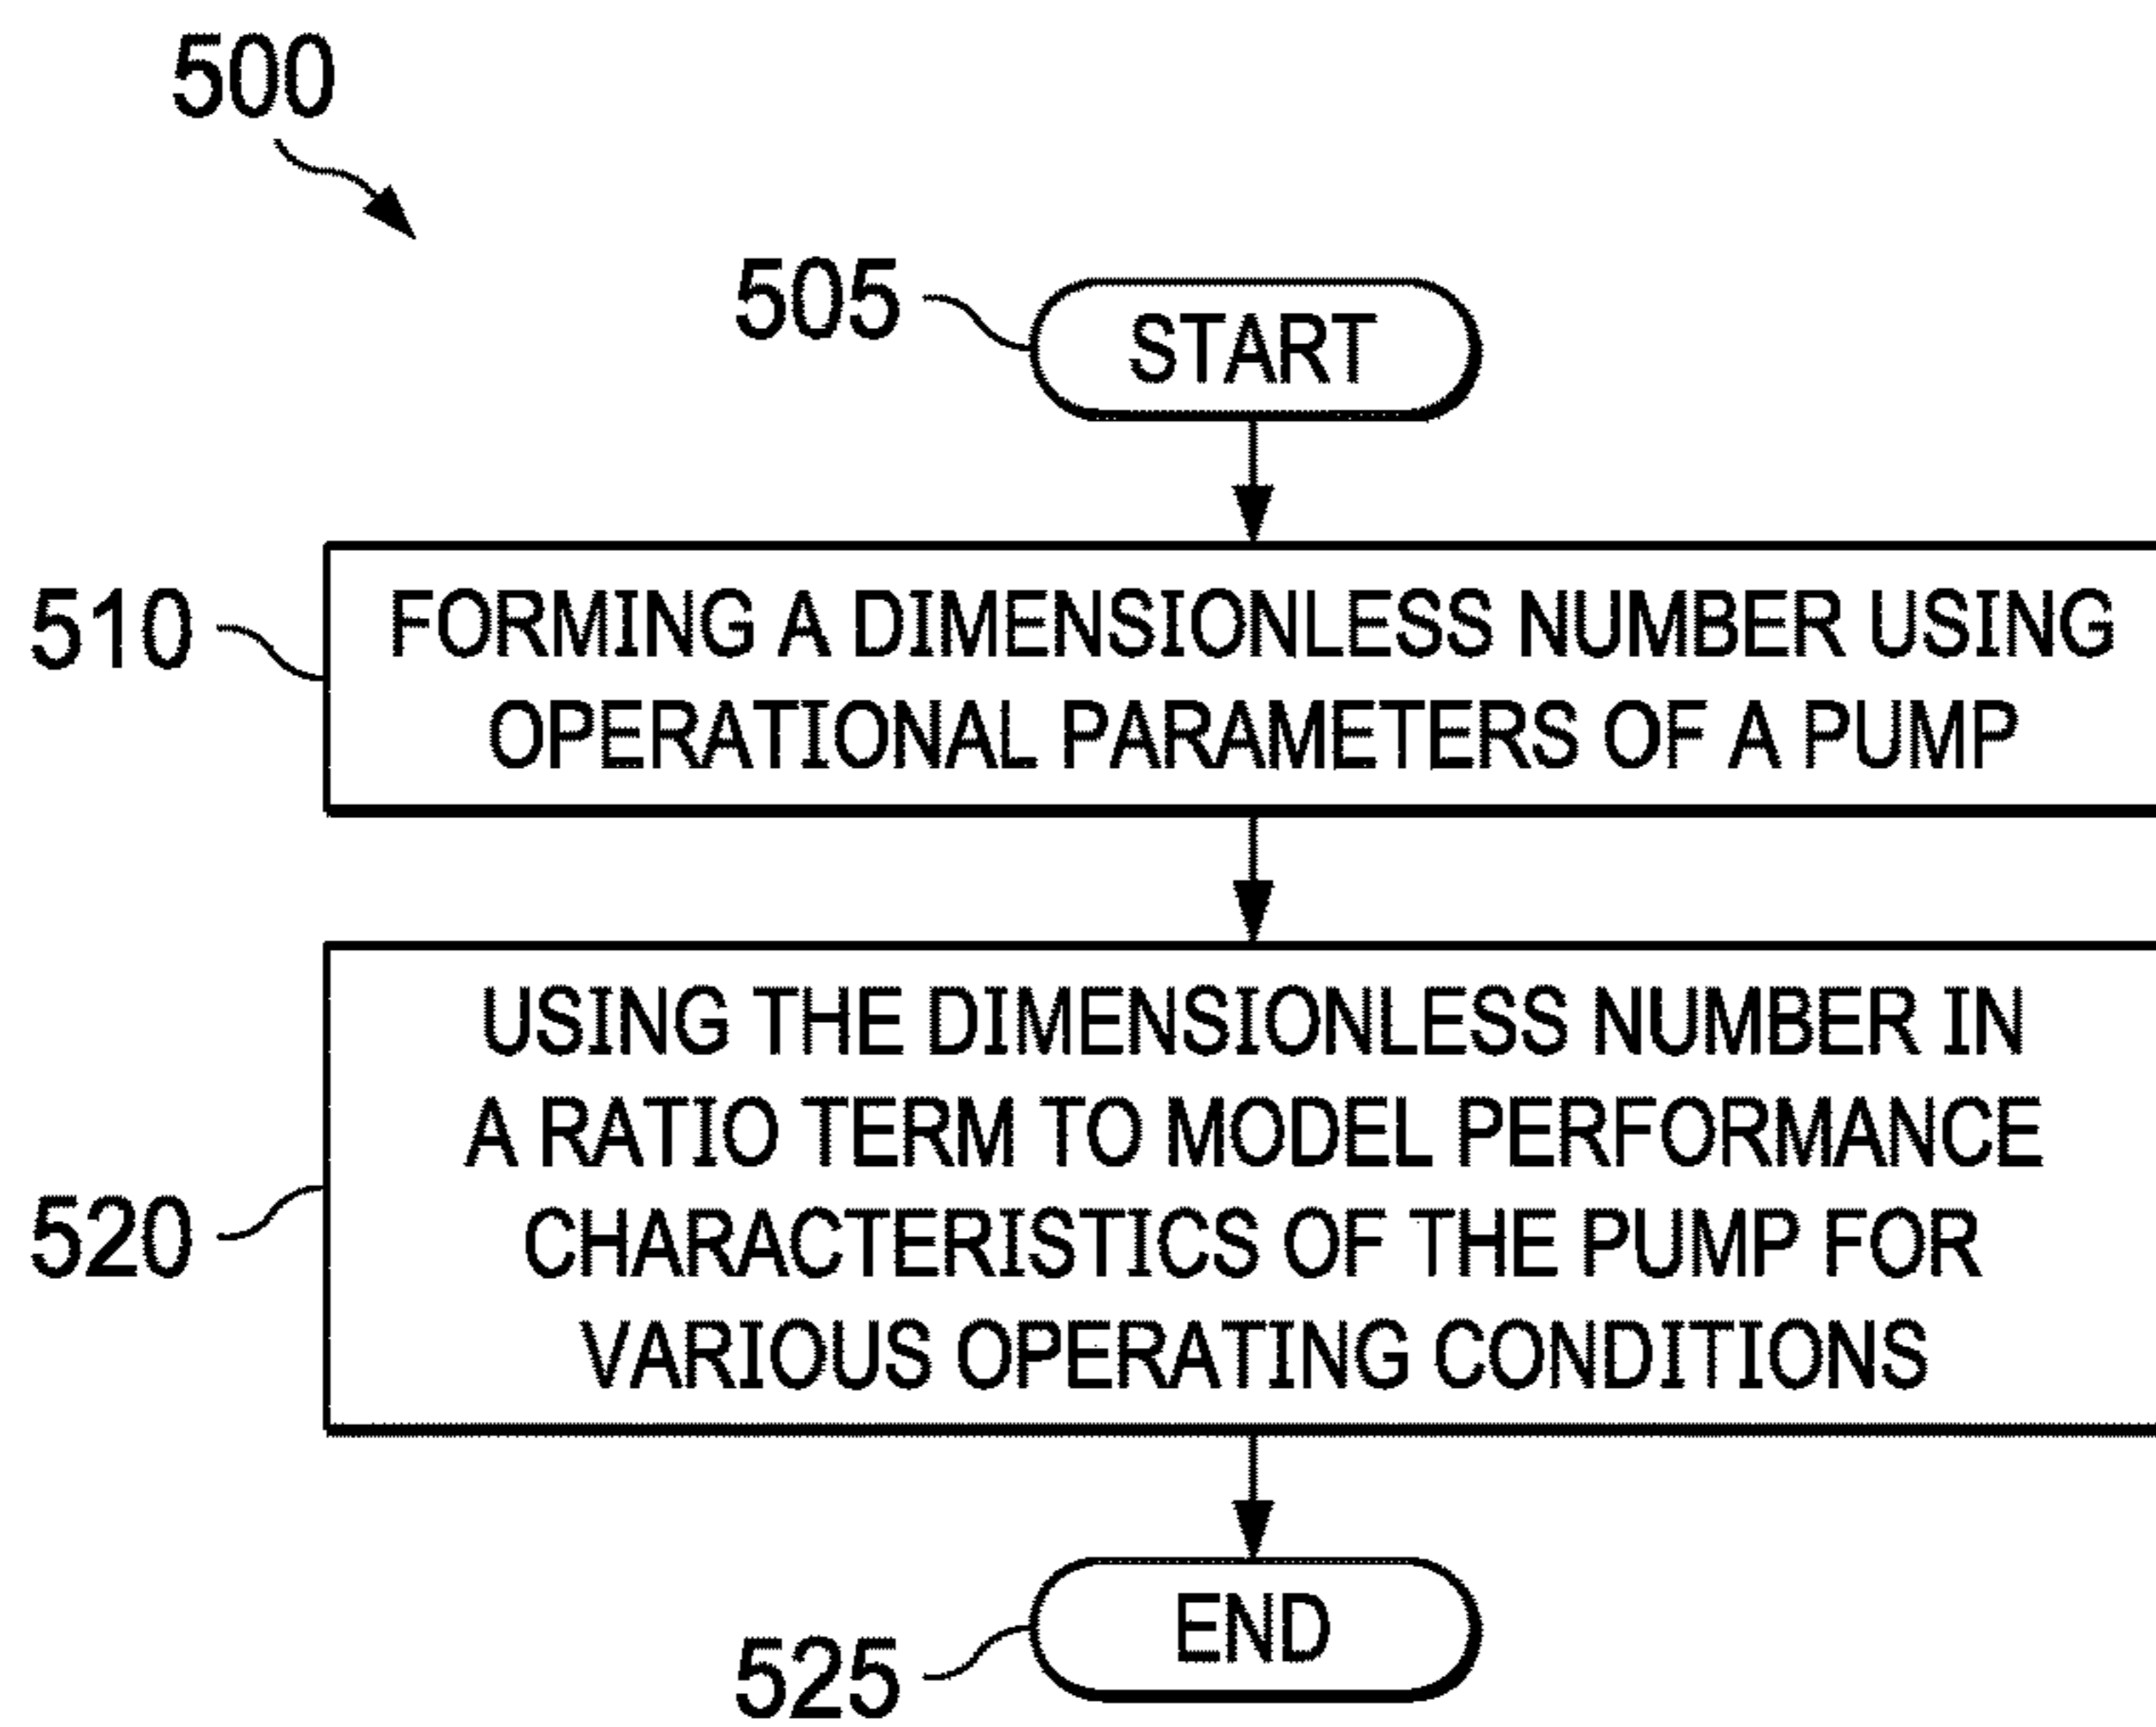 500
505
START
510
FORMING A DIMENSIONLESS NUMBER USING
OPERATIONAL PARAMETERS OF A PUMP
USING THE DIMENSIONLESS NUMBER IN
A RATIO TERM TO MODEL PERFORMANCE
520
CHARACTERISTICS OF THE PUMP FOR
VARIOUS OPERATING CONDITIONS
END
525